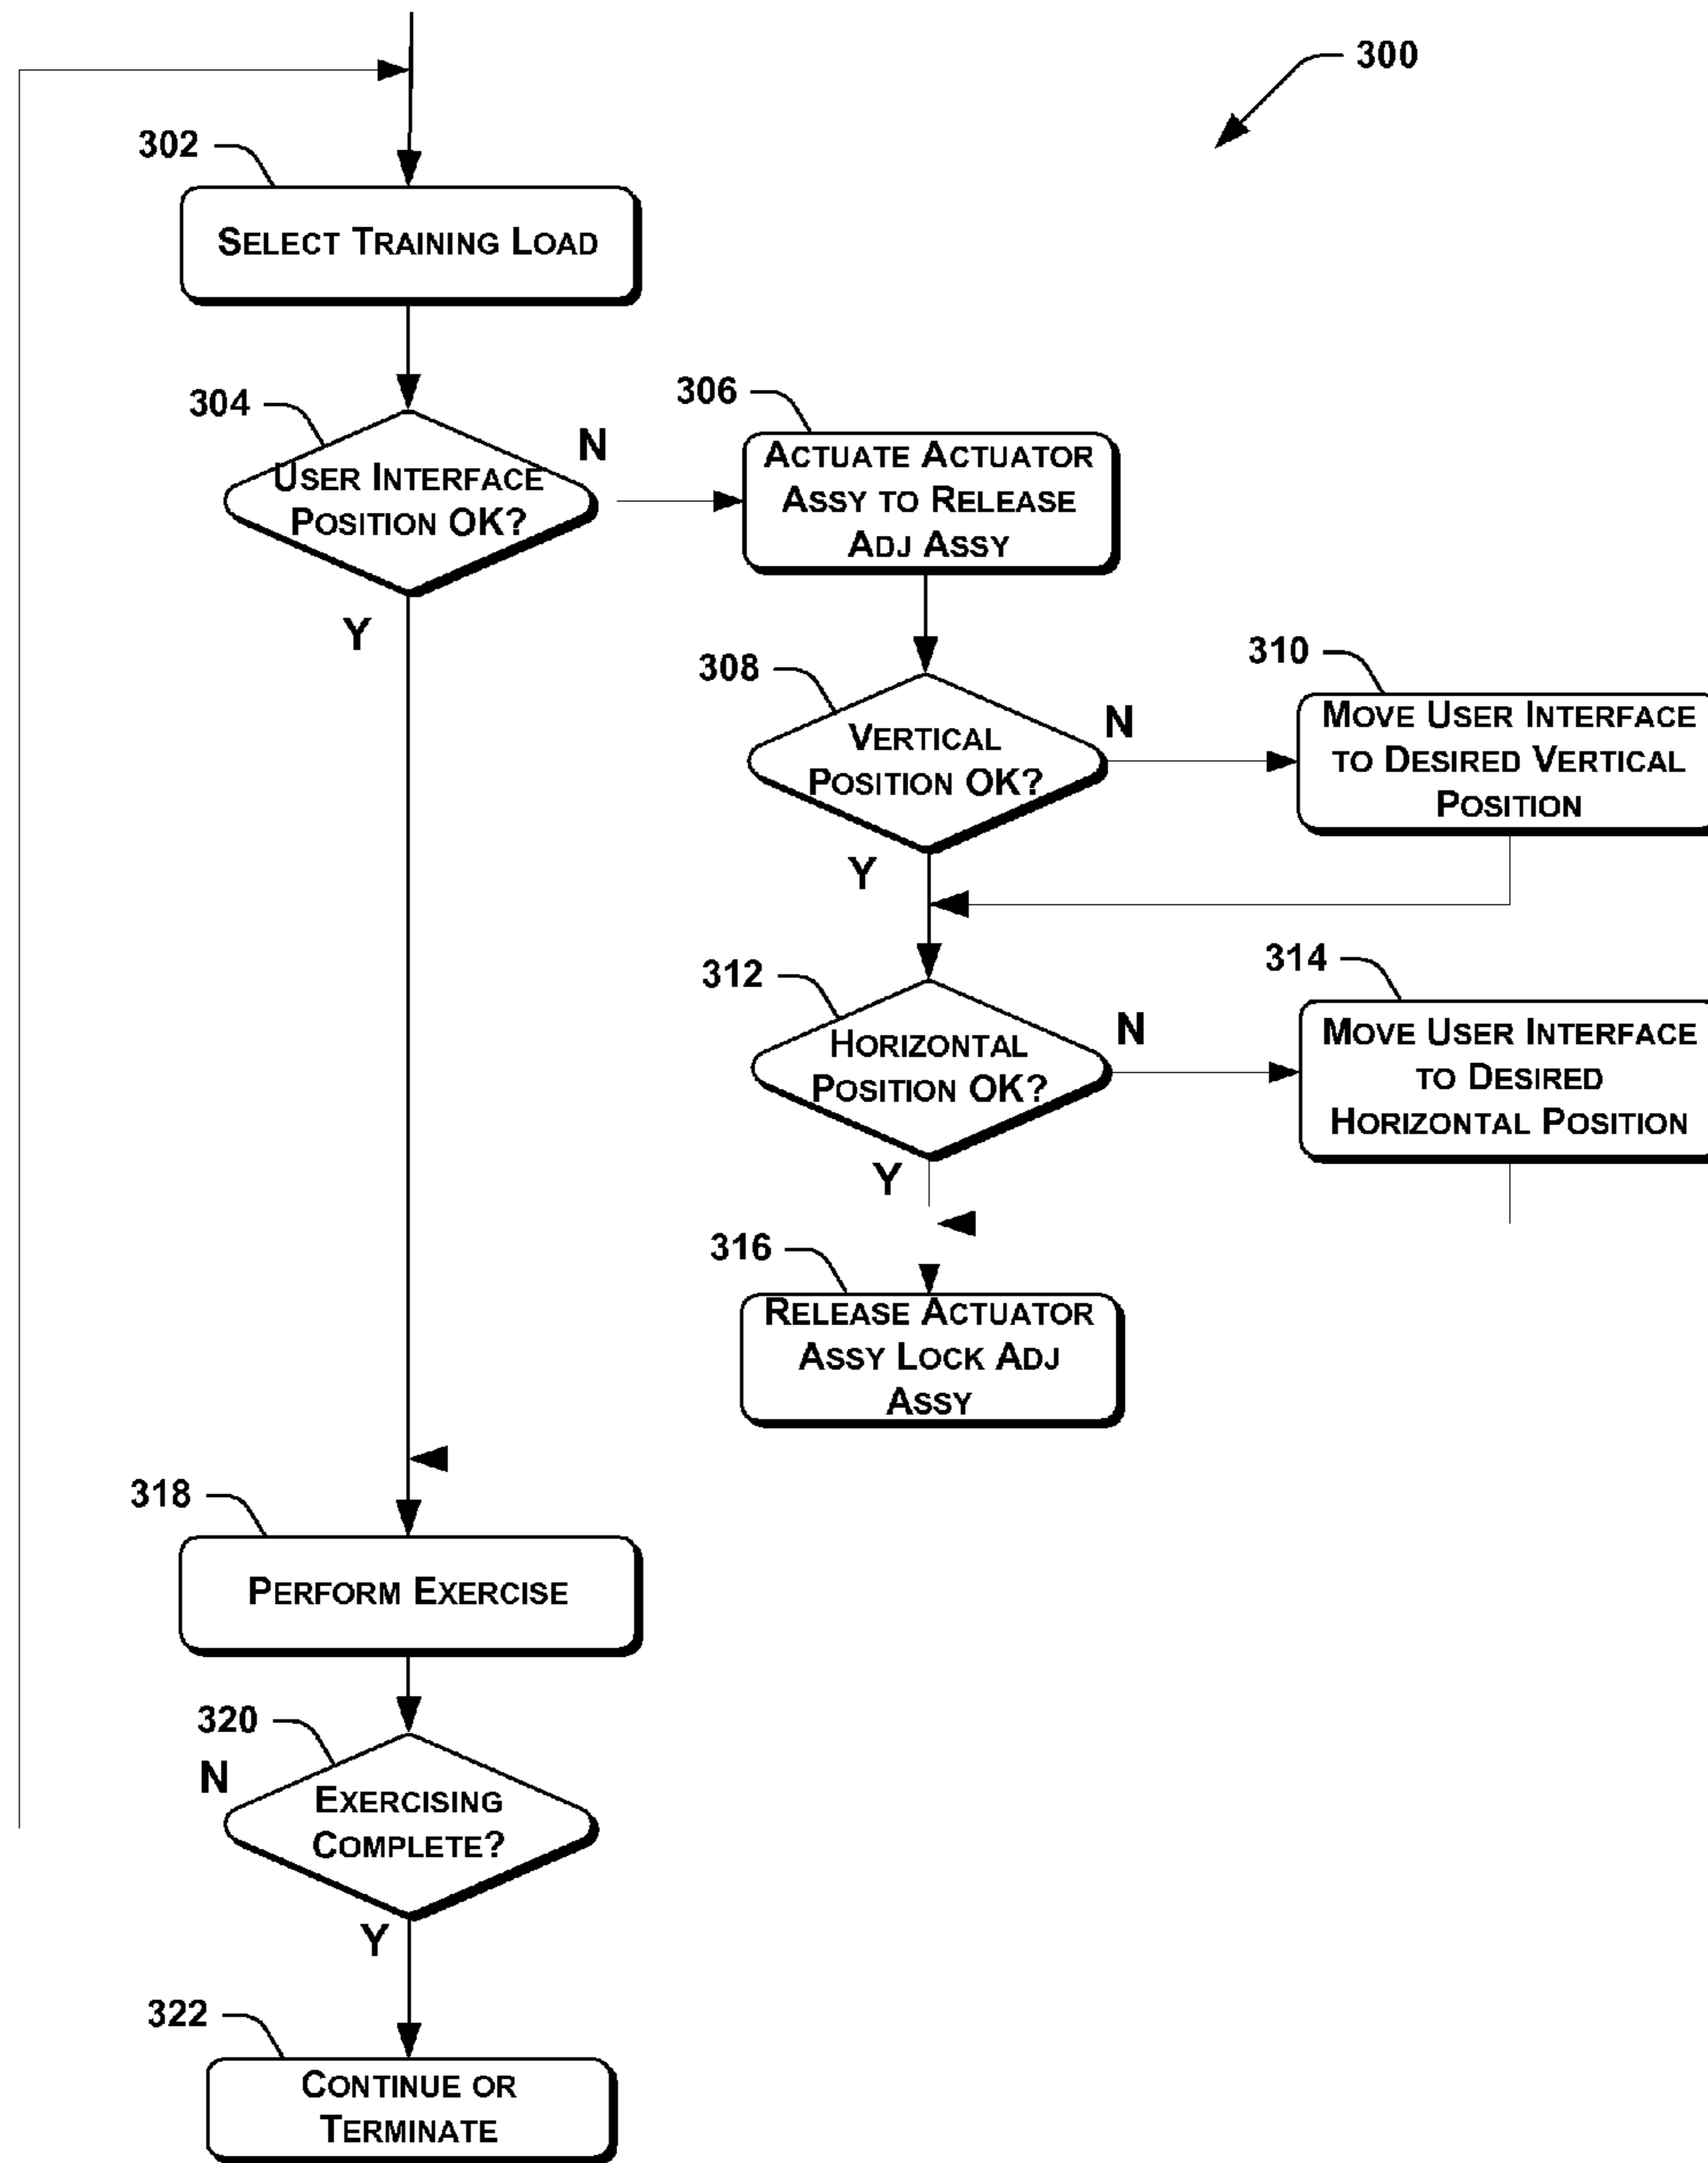 300
302
SELECT TRAINING LOAD
304
USER INTERFACE
POSITION OK?
N
Y
306
ACTUATE ACTUATOR
ASSY TO RELEASE
ADJ ASSY
308
VERTICAL
POSITION OK?
N
Y
310
MOVE USER INTERFACE
TO DESIRED VERTICAL
POSITION
312
HORIZONTAL
POSITION OK?
N
Y
314
MOVE USER INTERFACE
TO DESIRED
HORIZONTAL POSITION
316
RELEASE ACTUATOR
ASSY LOCK ADJ
ASSY
318
PERFORM EXERCISE
320
N
EXERCISING
COMPLETE?
Y
322
CONTINUE OR
TERMINATE